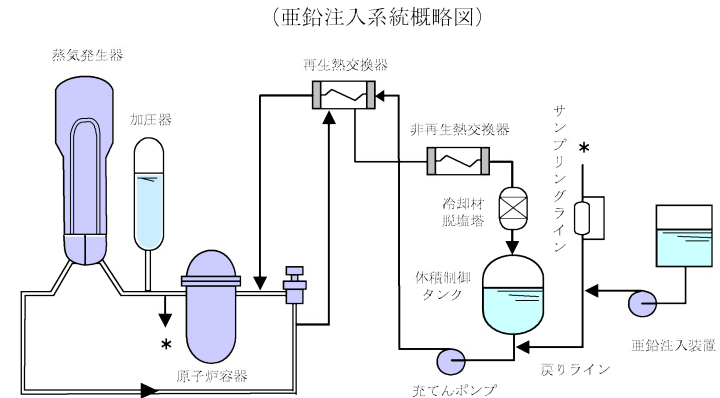 （亜鉛注入系統概略図）
蒸気発生器
再生熱交換器
加圧器
サンプリングライン
非再生熱交換器
*
冷却材
脱塩塔
体積制御
タンク
亜鉛注入装置
*
原子炉容器
戻りライン
充てんポンプ